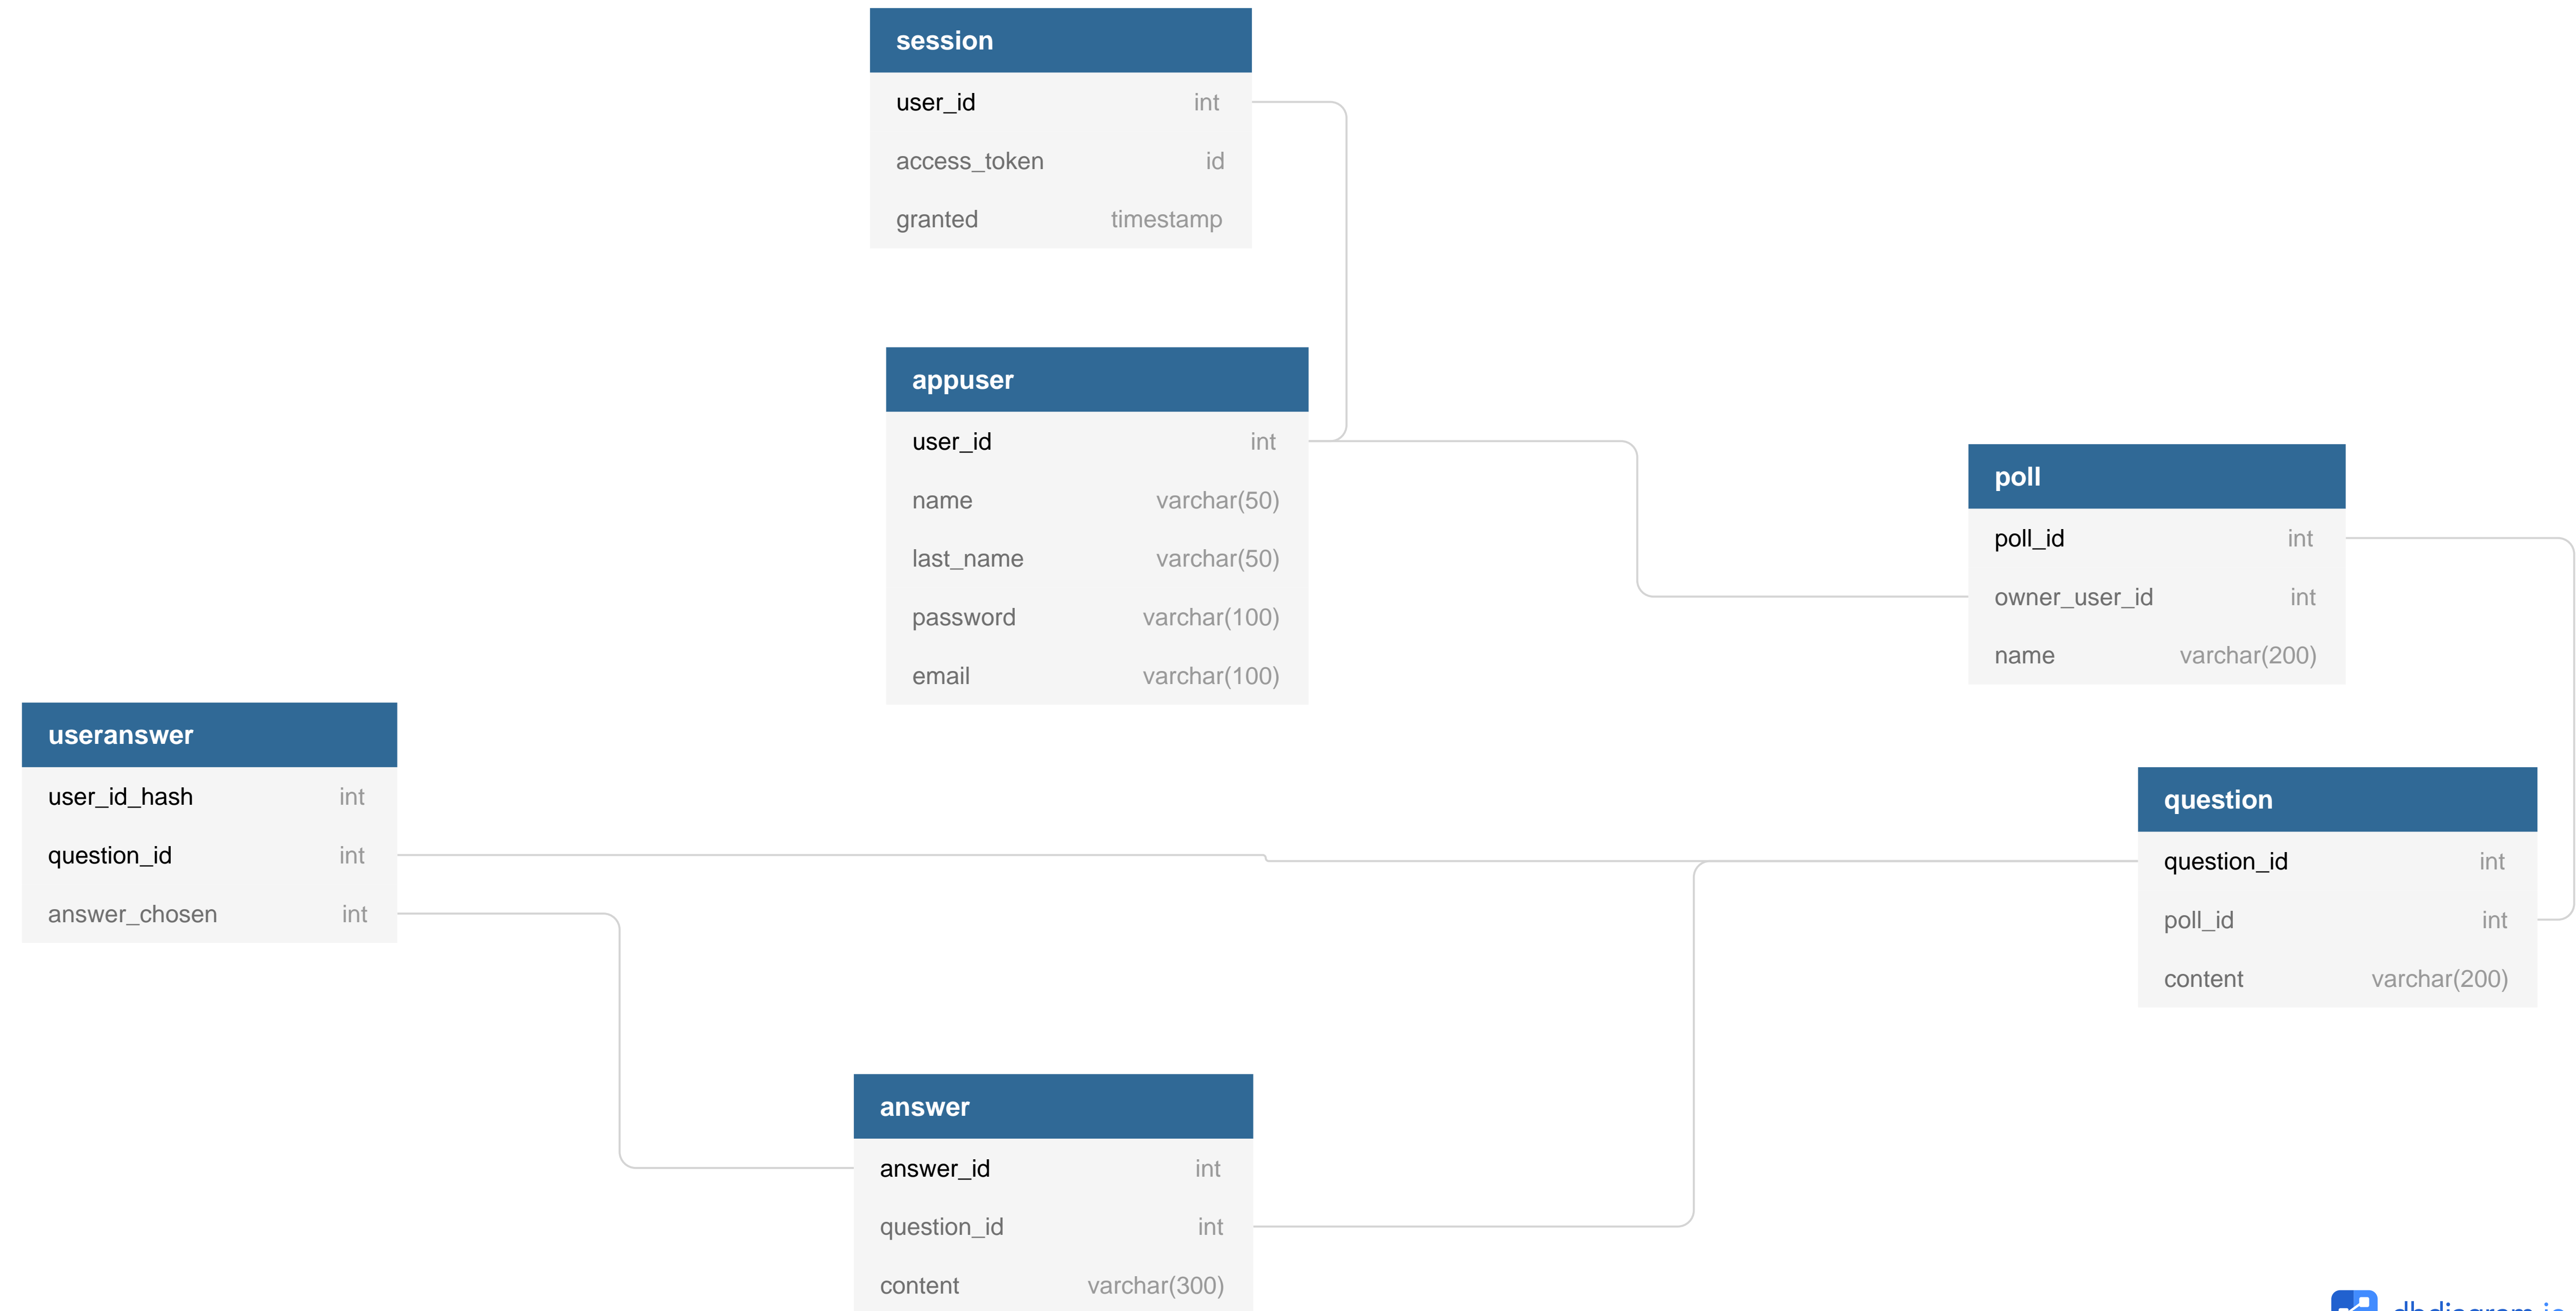 session
user_id int
access_token id
granted timestamp
appuser
user_id int
name varchar(50)
last_name varchar(50)
password varchar(100)
email varchar(100)
poll
poll_id int
owner_user_id int
name varchar(200)
useranswer
user_id_hash int
question_id int
answer_chosen int
question
question_id int
poll_id int
content varchar(200)
answer
answer_id int
question_id int
content varchar(300)
dbdiagram.io